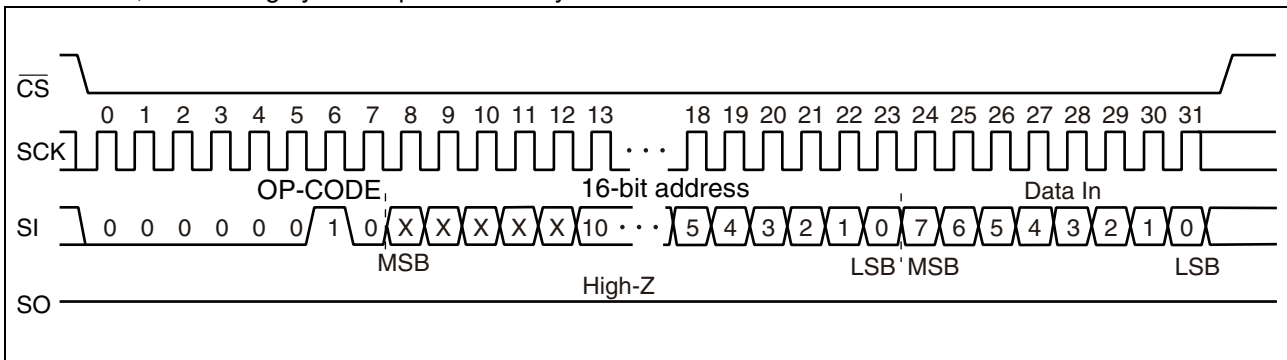 CS
0 1 2 3 4 5 6 7 8 9 10 11 12 13 18 19 20 21 22 23 24 25 26 27 28 29 30 31
SCK ···
OP-CODE 16-bit address Data In
SI 0 0 0 0 0 0 1 0 X X X X X 10 ··· 5 4 3 2 1 0 7 6 5 4 3 2 1 0
MSB LSB MSB LSB
High-Z
SO